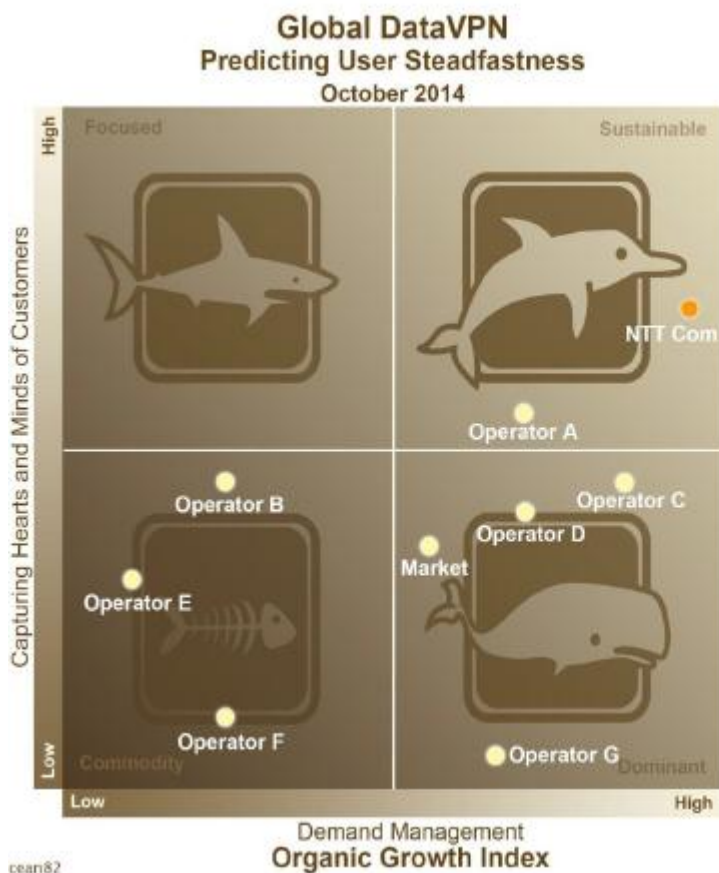 Global DataVPN
Predicting User Steadfastness
October 2014
High
Focused
Sustainable
NTT Com
Operator A
Operator B
Operator C
Operator D
Market
Operator E
Operator F
Operator G
Commodity
Dominant
Capturing Hearts and Minds of Customers
Low
Low
High
Demand Management
Organic Growth Index
cean82